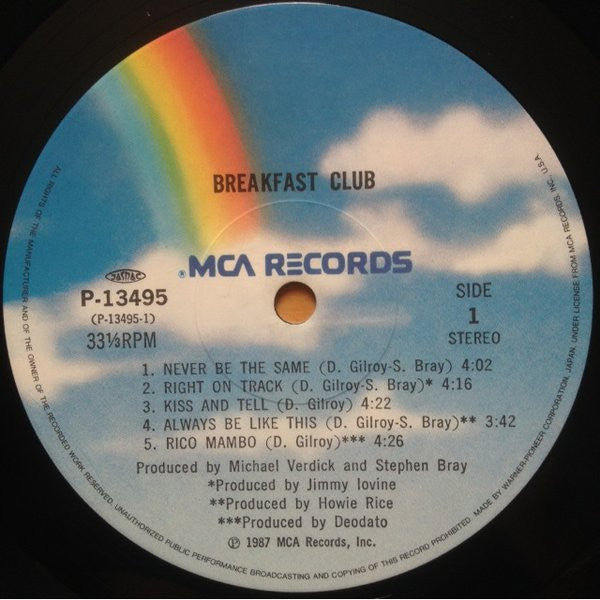 BREAKFAST CLUB
®MCA RECORDS
JASRAC
P-13495
(P-13495-1)
33⅓RPM
SIDE
1
STEREO
1. NEVER BE THE SAME (D. Gilroy-S. Bray) 4:02
2. RIGHT ON TRACK (D. Gilroy-S. Bray)* 4:16
3. KISS AND TELL (D. Gilroy) 4:22
4. ALWAYS BE LIKE THIS (D. Gilroy-S. Bray)** 3:42
5. RICO MAMBO (D. Gilroy)*** 4:26
Produced by Michael Verdick and Stephen Bray
*Produced by Jimmy Iovine
**Produced by Howie Rice
***Produced by Deodato
℗ 1987 MCA Records, Inc.
ALL RIGHTS OF THE MANUFACTURER AND OF THE OWNER OF THE RECORDED WORK RESERVED. UNAUTHORIZED PUBLIC PERFORMANCE BROADCASTING AND COPYING OF THIS RECORD PROHIBITED. MADE BY WARNER-PIONEER CORPORATION, JAPAN, UNDER LICENSE FROM MCA RECORDS, INC., U.S.A.